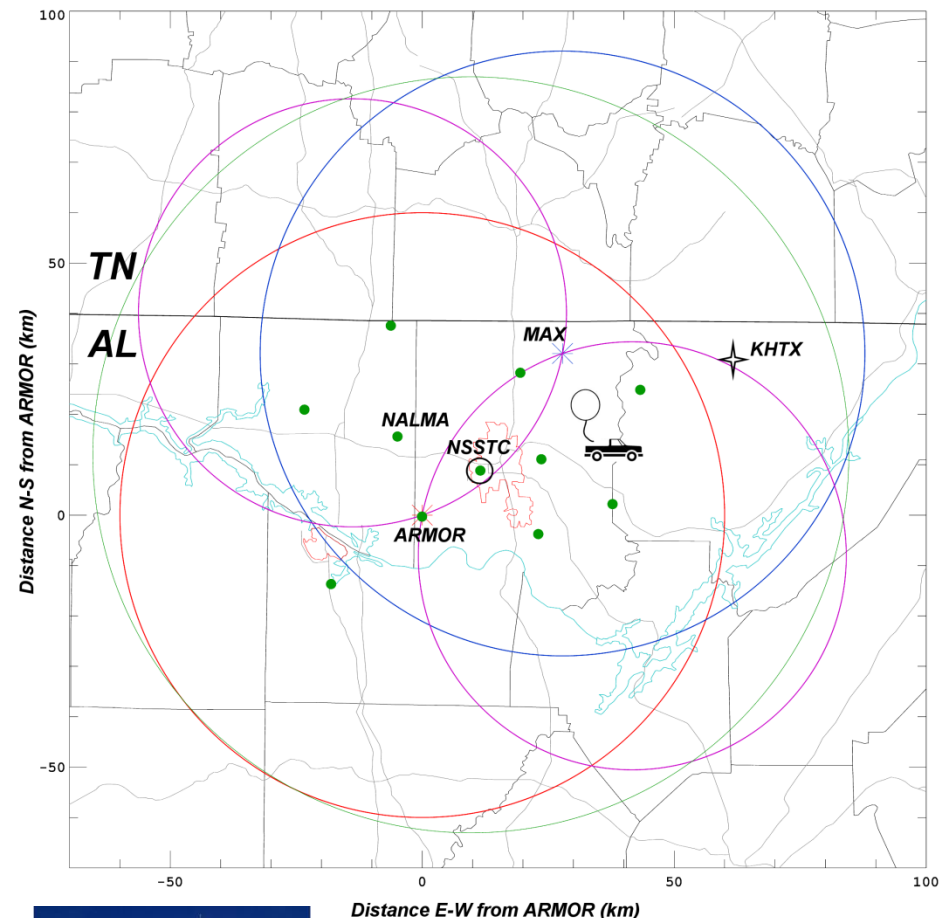 100
Distance N-S from ARMOR (km)
TN
50
AL
MAX
KHTX
NALMA
NSSTC
0
ARMOR
-50
-50
0
50
100
Distance E-W from ARMOR (km)